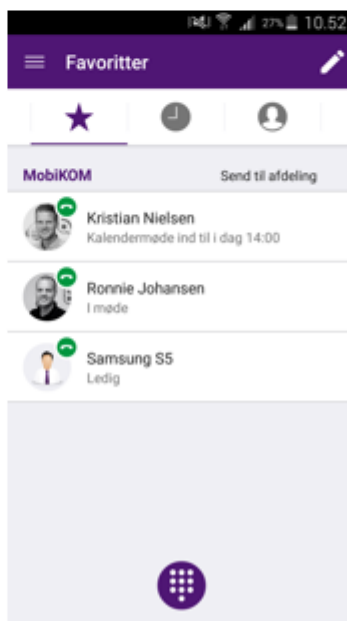 27% 10.52
Favoritter
MobiKOM Send til afdeling
Kristian Nielsen
Kalendermøde ind til i dag 14:00
Ronnie Johansen
I møde
Samsung S5
Ledig